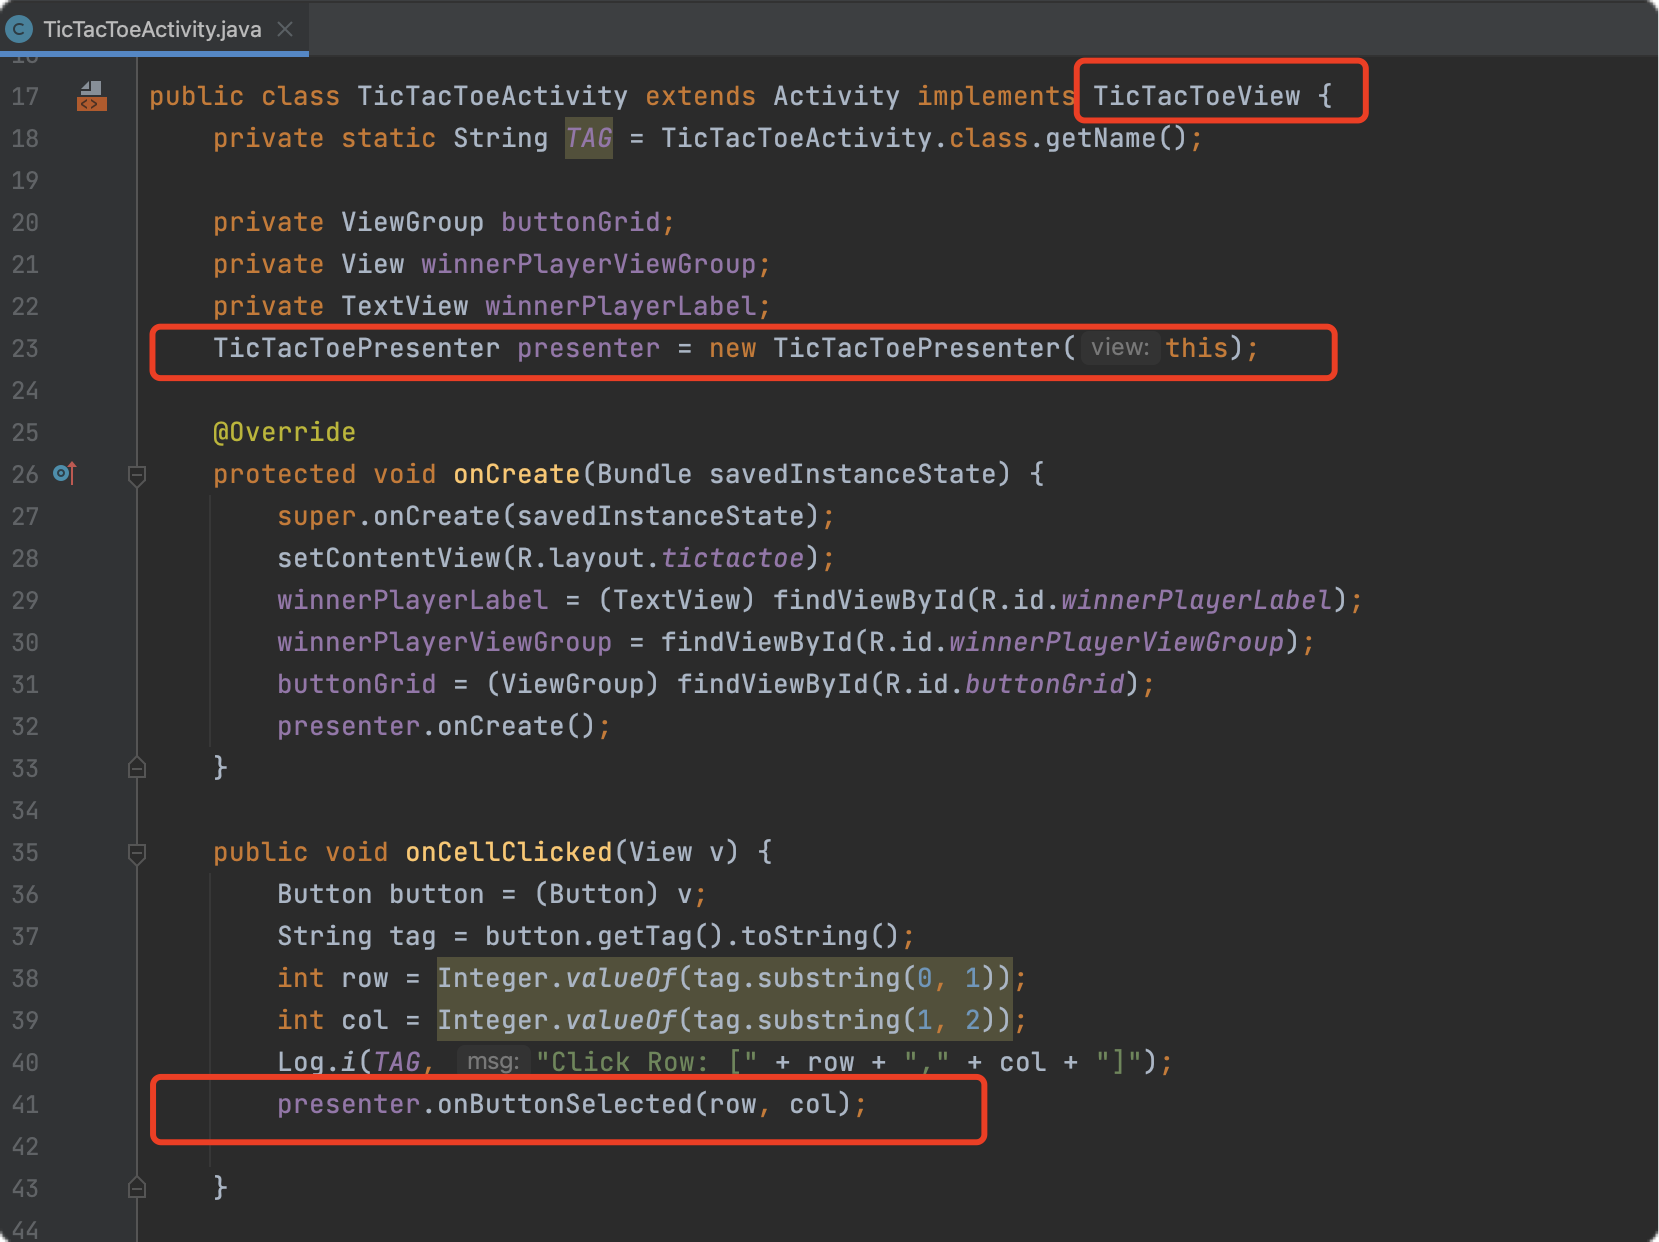 TicTacToeActivity.java
16
17 public class TicTacToeActivity extends Activity implements TicTacToeView {
18 private static String TAG = TicTacToeActivity.class.getName();
19
20 private ViewGroup buttonGrid;
21 private View winnerPlayerViewGroup;
22 private TextView winnerPlayerLabel;
23 TicTacToePresenter presenter = new TicTacToePresenter( view: this);
24
25 @Override
26 protected void onCreate(Bundle savedInstanceState) {
27 super.onCreate(savedInstanceState);
28 setContentView(R.layout.tictactoe);
29 winnerPlayerLabel = (TextView) findViewById(R.id.winnerPlayerLabel);
30 winnerPlayerViewGroup = findViewById(R.id.winnerPlayerViewGroup);
31 buttonGrid = (ViewGroup) findViewById(R.id.buttonGrid);
32 presenter.onCreate();
33 }
34
35 public void onCellClicked(View v) {
36 Button button = (Button) v;
37 String tag = button.getTag().toString();
38 int row = Integer.valueOf(tag.substring(0, 1));
39 int col = Integer.valueOf(tag.substring(1, 2));
40 Log.i(TAG, msg: "Click Row: [" + row + "," + col + "]");
41 presenter.onButtonSelected(row, col);
42
43 }
44